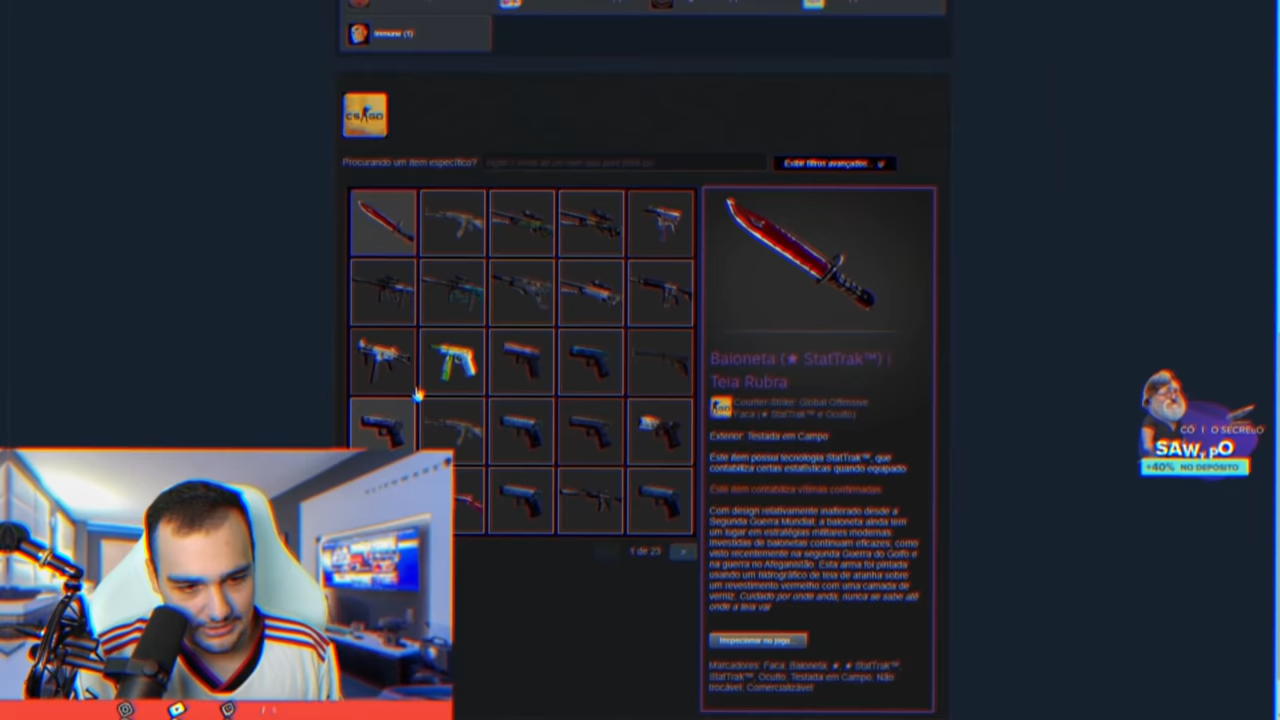 Immune (1)
CS GO
Procurando um item específico?
Exibir filtros avançados...
Baioneta (★ StatTrak™) |
Teia Rubra
Counter-Strike: Global Offensive
Faca (★ StatTrak™ e Oculto)
Exterior: Testada em Campo
Este item possui tecnologia StatTrak™, que
contabiliza certas estatísticas quando equipado
Este item contabiliza vítimas confirmadas.
Com design relativamente inalterado desde a
Segunda Guerra Mundial, a baioneta ainda tem
um lugar em estratégias militares modernas.
Investidas de baionetas continuam eficazes, como
visto recentemente na segunda Guerra do Golfo e
na guerra no Afeganistão. Esta arma foi pintada
usando um hidrográfico de teia de aranha sobre
um revestimento vermelho com uma camada de
verniz. Cuidado por onde anda, nunca se sabe até
onde a teia vai
1 de 23
>
Inspecionar no jogo...
Marcadores: Faca, Baioneta, ★, ★ StatTrak™,
StatTrak™, Oculto, Testada em Campo, Não
trocável, Comercializável
ALIENWARE
+40% NO DEPÓSITO